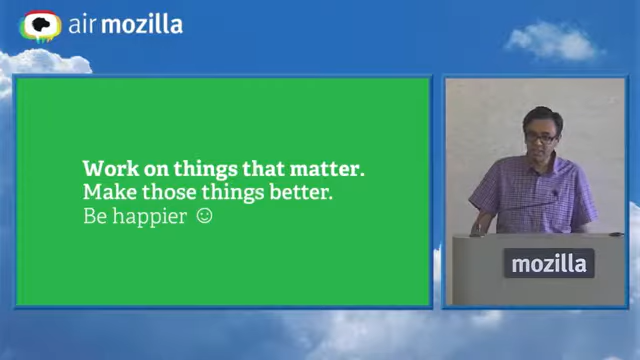 air mozilla
Work on things that matter.
Make those things better.
Be happier ☺
mozilla